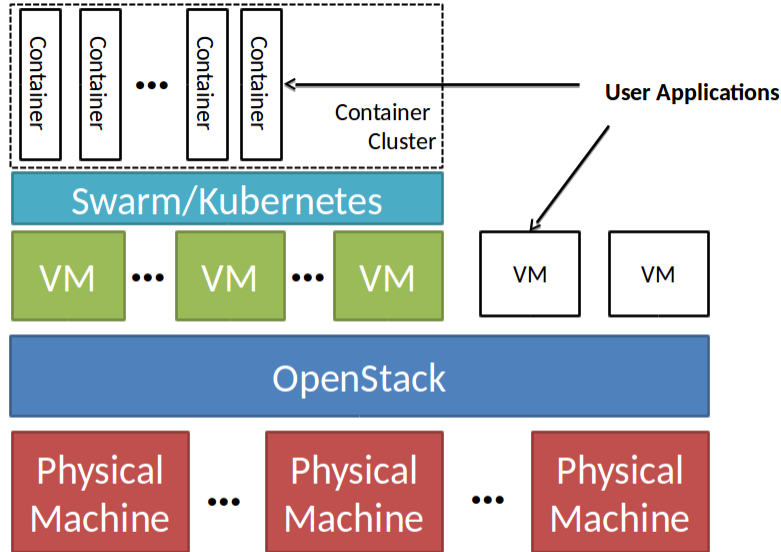 Container
Container
•••
Container
Container
User Applications
Container
Cluster
Swarm/Kubernetes
VM
•••
VM
•••
VM
VM
VM
OpenStack
Physical
Machine
•••
Physical
Machine
•••
Physical
Machine